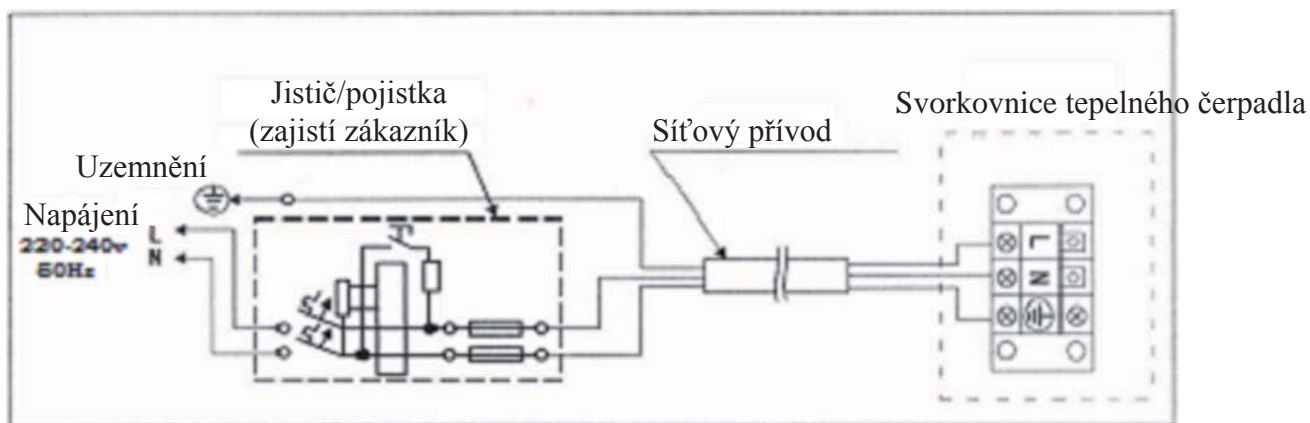 Jistič/pojistka
(zajistí zákazník)
Síťový přívod
Svorkovnice tepelného čerpadla
Uzemnění
Napájení
220-240v
50Hz
L
N
L
N